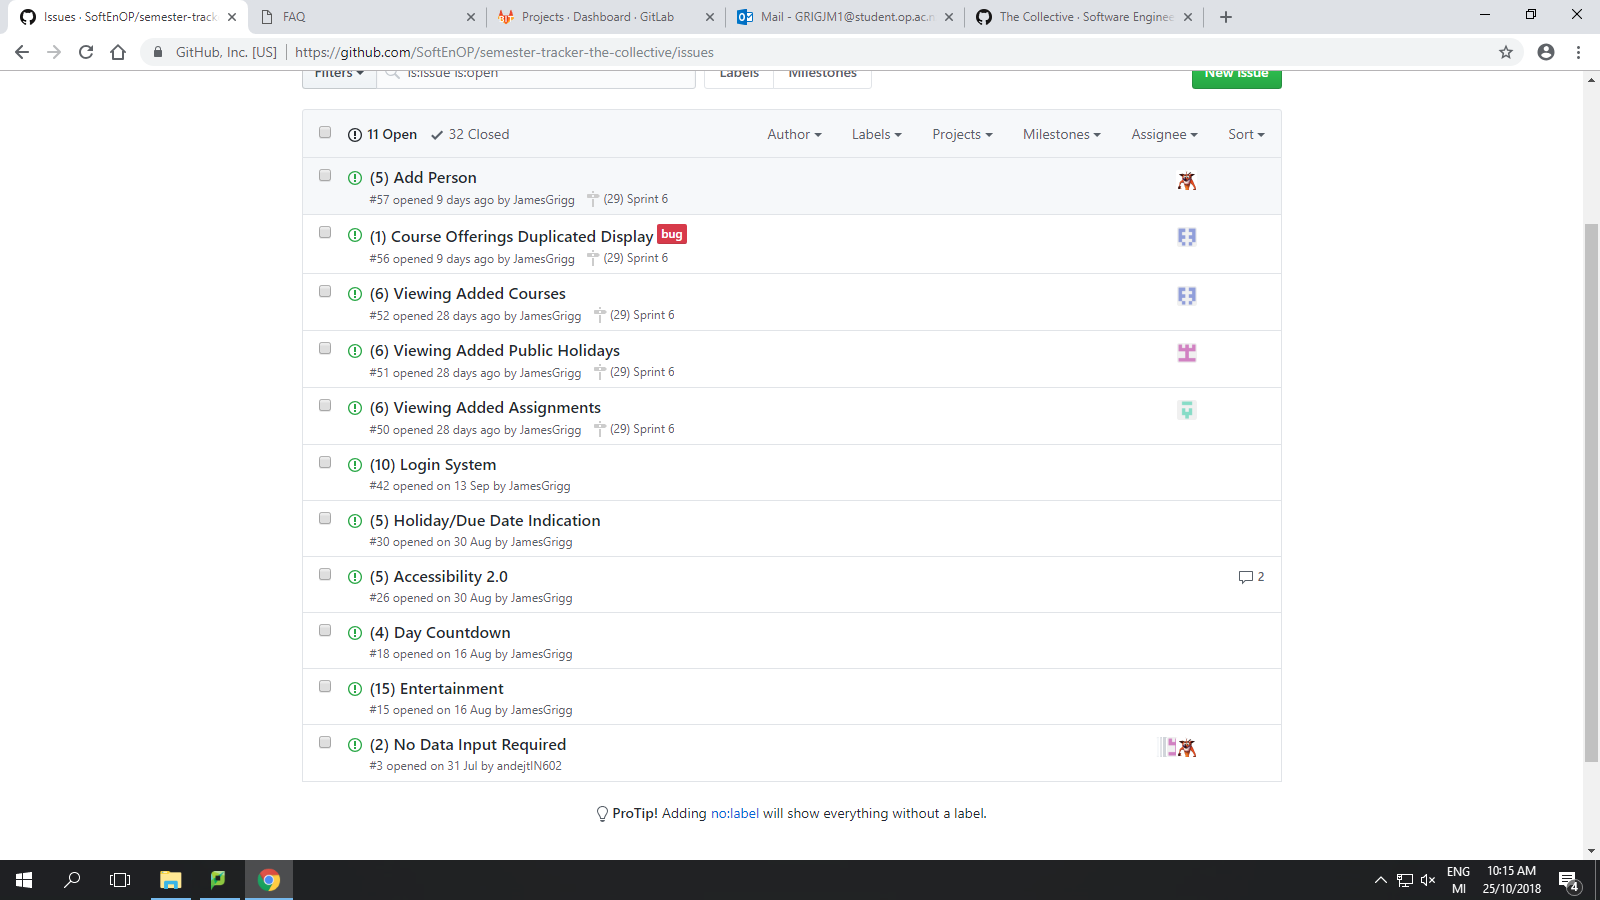 Issues · SoftEnOP/semester-track
FAQ
Projects · Dashboard · GitLab
Mail - GRIGJM1@student.op.ac.n
The Collective · Software Enginee
GitHub, Inc. [US]
https://github.com/SoftEnOP/semester-tracker-the-collective/issues
Filters
is:issue is:open
Labels
Milestones
New issue
11 Open
32 Closed
Author
Labels
Projects
Milestones
Assignee
Sort
(5) Add Person
#57 opened 9 days ago by JamesGrigg (29) Sprint 6
(1) Course Offerings Duplicated Display bug
#56 opened 9 days ago by JamesGrigg (29) Sprint 6
(6) Viewing Added Courses
#52 opened 28 days ago by JamesGrigg (29) Sprint 6
(6) Viewing Added Public Holidays
#51 opened 28 days ago by JamesGrigg (29) Sprint 6
(6) Viewing Added Assignments
#50 opened 28 days ago by JamesGrigg (29) Sprint 6
(10) Login System
#42 opened on 13 Sep by JamesGrigg
(5) Holiday/Due Date Indication
#30 opened on 30 Aug by JamesGrigg
(5) Accessibility 2.0
2
#26 opened on 30 Aug by JamesGrigg
(4) Day Countdown
#18 opened on 16 Aug by JamesGrigg
(15) Entertainment
#15 opened on 16 Aug by JamesGrigg
(2) No Data Input Required
#3 opened on 31 Jul by andejtIN602
ProTip! Adding no:label will show everything without a label.
ENG
MI
10:15 AM
25/10/2018
4